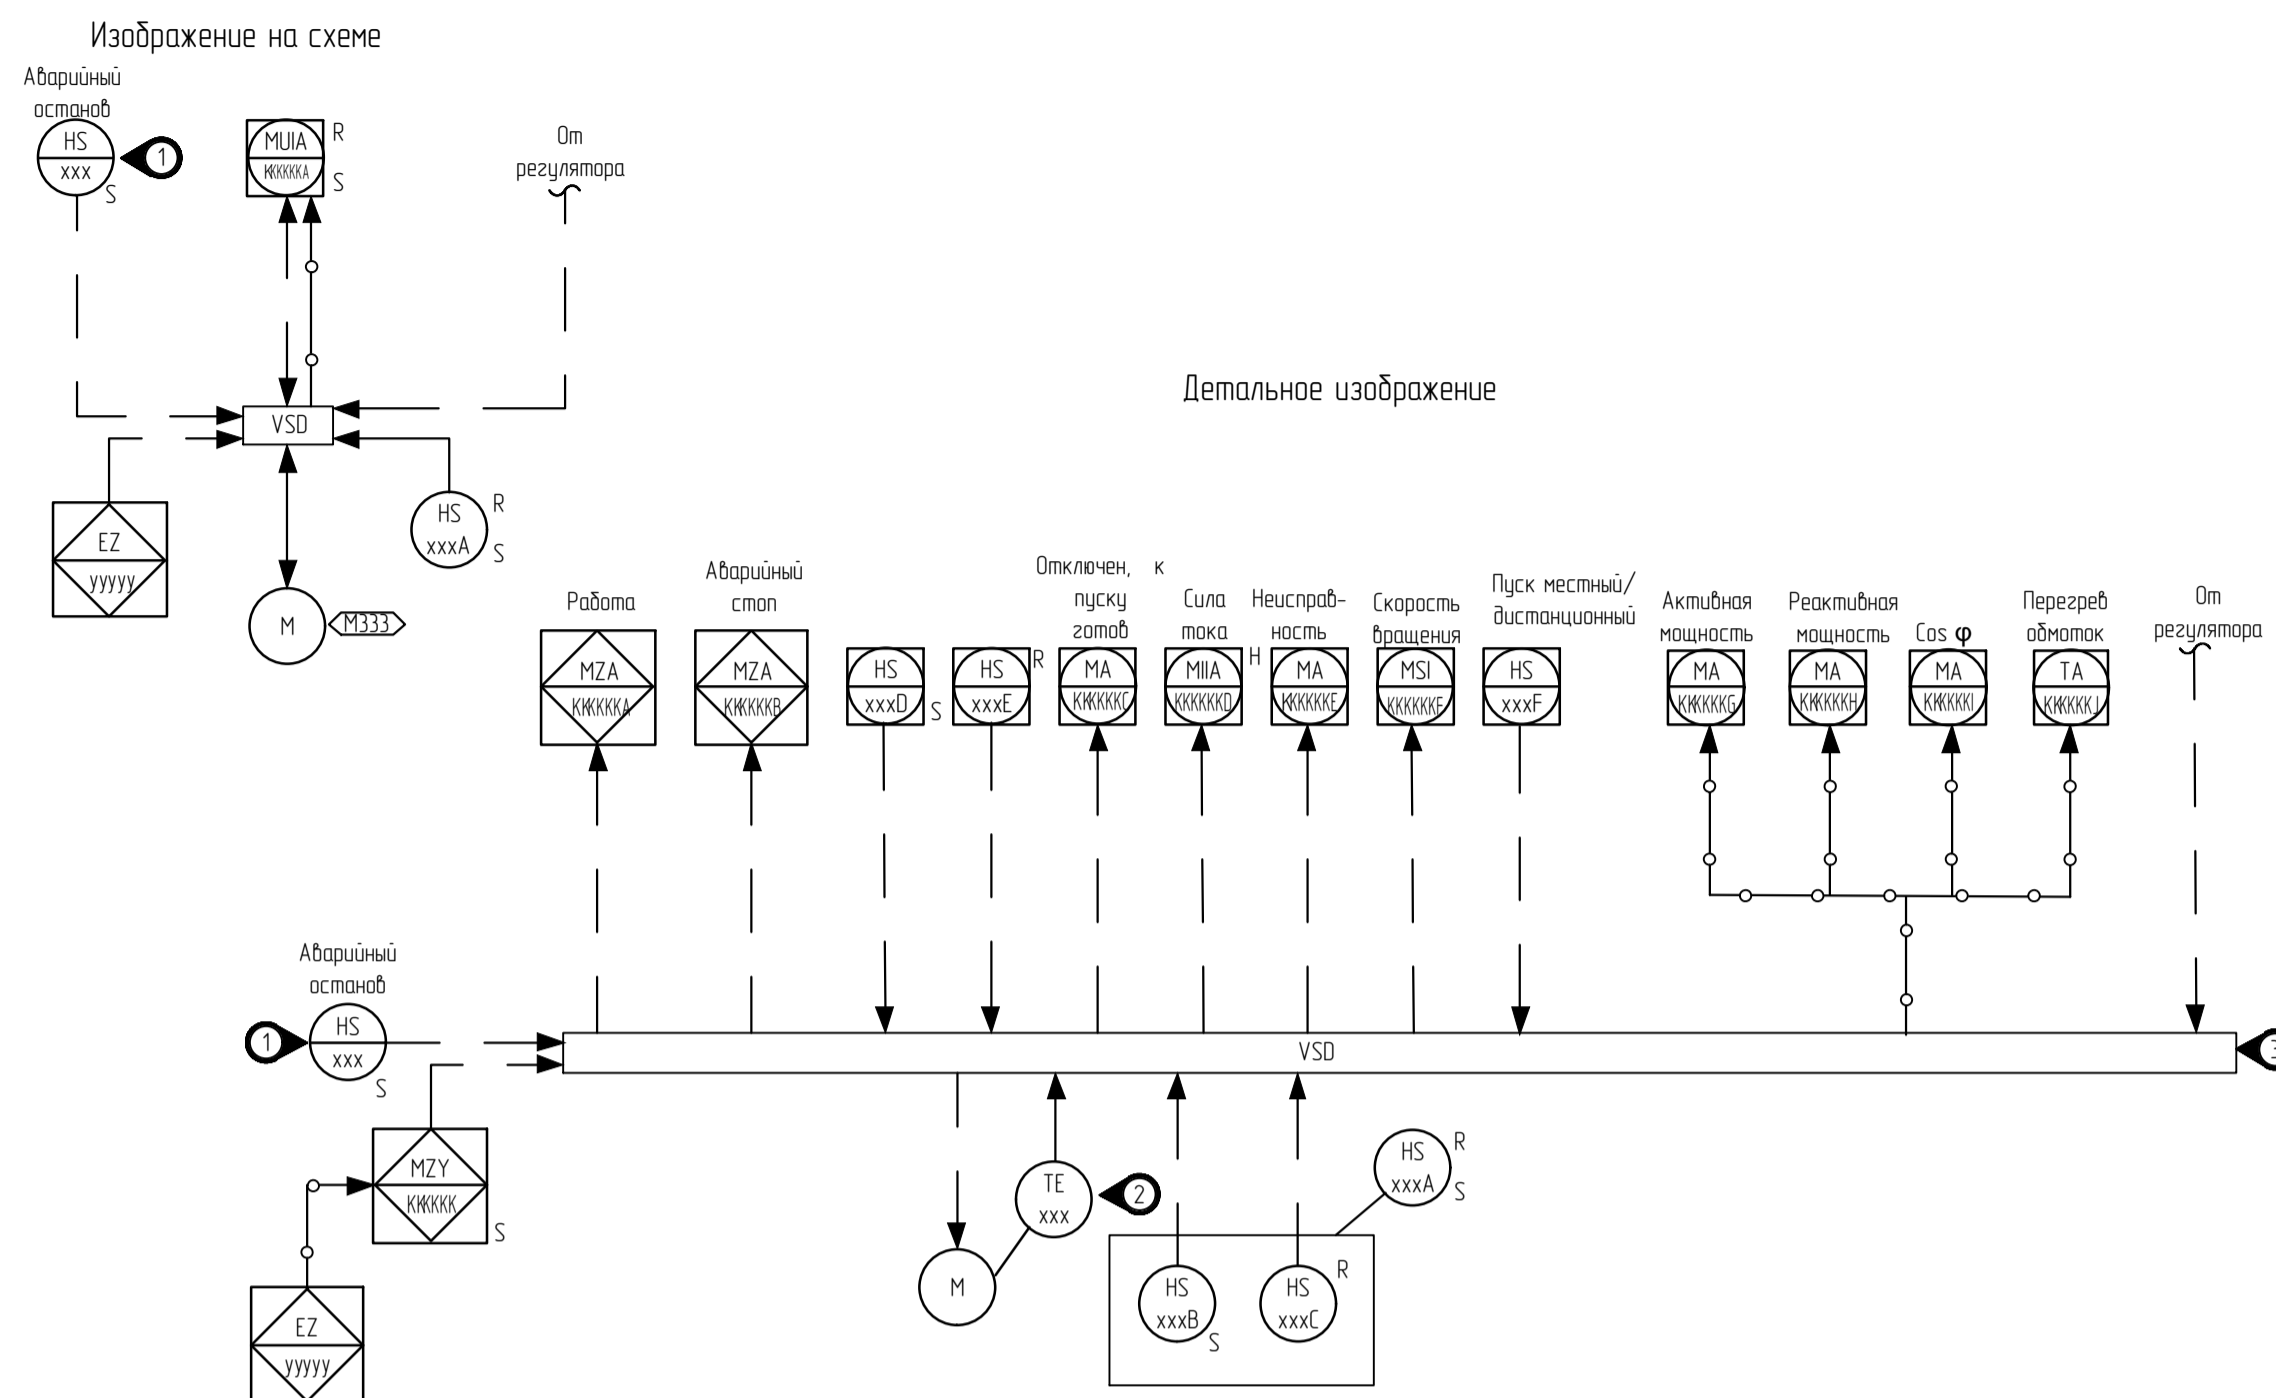 Изображение на схеме
Аварийный
останов
HS
xxx
S
1
MUIA
KKKKKKA
R
S
От
регулятора
VSD
EZ
yyyyy
HS
xxxA
R
S
M
M333
Детальное изображение
Работа
MZA
KKKKKKA
Аварийный
стоп
MZA
KKKKKKB
HS
xxxD
S
HS
xxxE
R
Отключен, к
пуску
готов
MA
KKKKKKC
Сила
тока
MIIA
KKKKKKD
H
Неисправ-
ность
MA
KKKKKKE
Скорость
вращения
MSI
KKKKKKF
Пуск местный/
дистанционный
HS
xxxF
Активная
мощность
MA
KKKKKKG
Реактивная
мощность
MA
KKKKKKH
Cos φ
MA
KKKKKKI
Перегрев
обмоток
TA
KKKKKKJ
От
регулятора
Аварийный
останов
1
HS
xxx
S
VSD
3
MZY
KKKKKK
S
EZ
yyyyy
M
TE
xxx
2
HS
xxxA
R
S
HS
xxxB
S
HS
xxxC
R